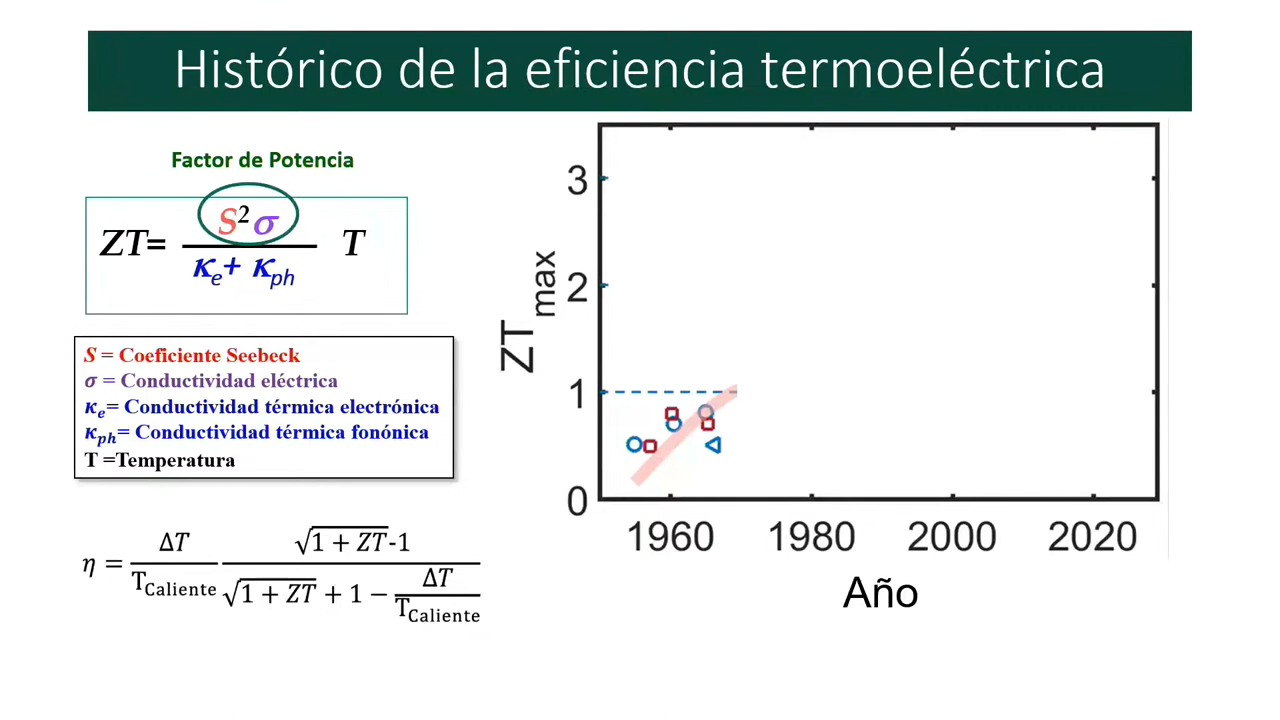 Histórico de la eficiencia termoeléctrica
Factor de Potencia
ZT= S² σ / κe+ κph T
S = Coeficiente Seebeck
σ = Conductividad eléctrica
κe= Conductividad térmica electrónica
κph= Conductividad térmica fonónica
T =Temperatura
η = ΔT / TCaliente √1 + ZT-1 / √1 + ZT + 1 − ΔT / TCaliente
ZTmax
3
2
1
0
1960 1980 2000 2020
Año